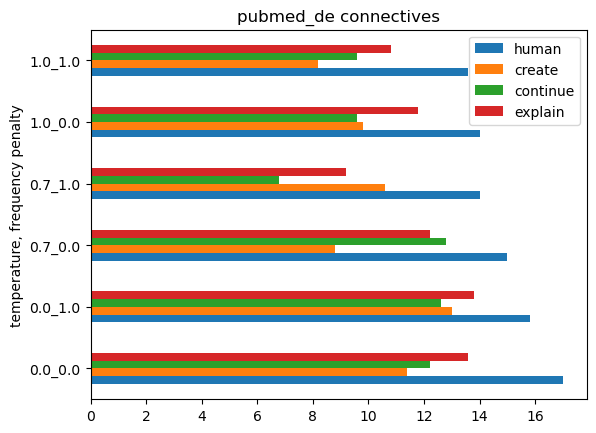 pubmed_de connectives
human
create
continue
explain
temperature, frequency penalty
1.0_1.0
1.0_0.0
0.7_1.0
0.7_0.0
0.0_1.0
0.0_0.0
0 2 4 6 8 10 12 14 16